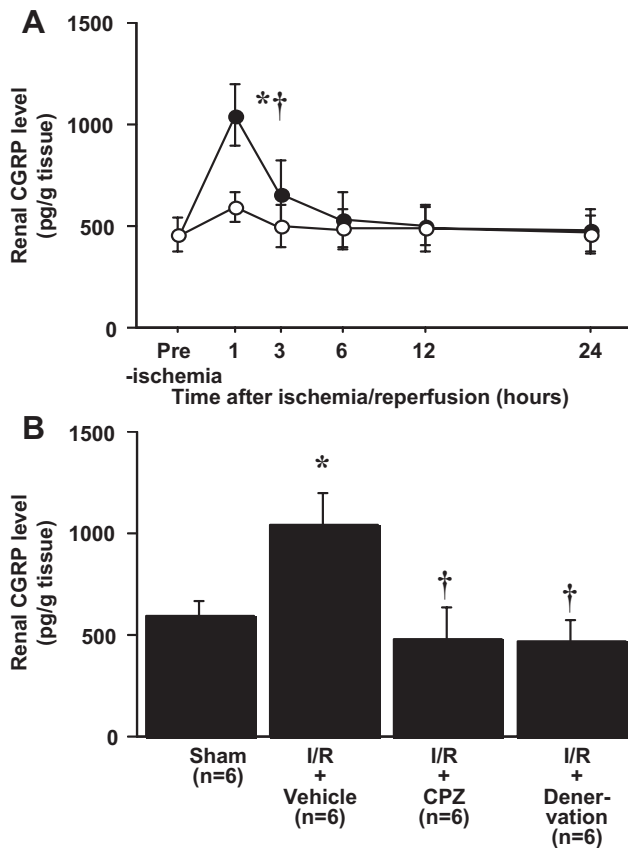 A
Renal CGRP level
(pg/g tissue)
1500
1000
500
0
*†
Pre
-ischemia
1
3
6
12
24
Time after ischemia/reperfusion (hours)
B
Renal CGRP level
(pg/g tissue)
1500
1000
500
0
*
†
†
Sham
(n=6)
I/R
+
Vehicle
(n=6)
I/R
+
CPZ
(n=6)
I/R
+
Dener-
vation
(n=6)